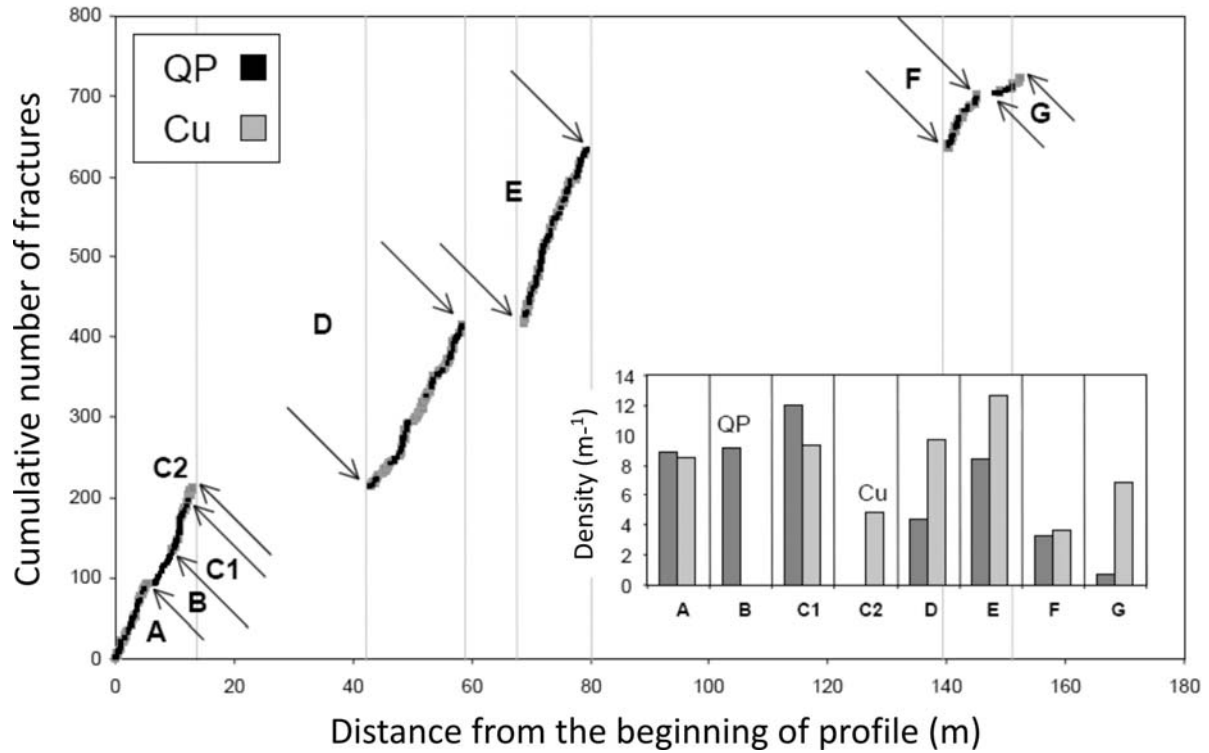 Cumulative number of fractures
800
700
600
500
400
300
200
100
0
QP
Cu
A
B
C1
C2
D
E
F
G
Density (m-1)
14
12
10
8
6
4
2
0
QP
Cu
A B C1 C2 D E F G
0 20 40 60 80 100 120 140 160 180
Distance from the beginning of profile (m)